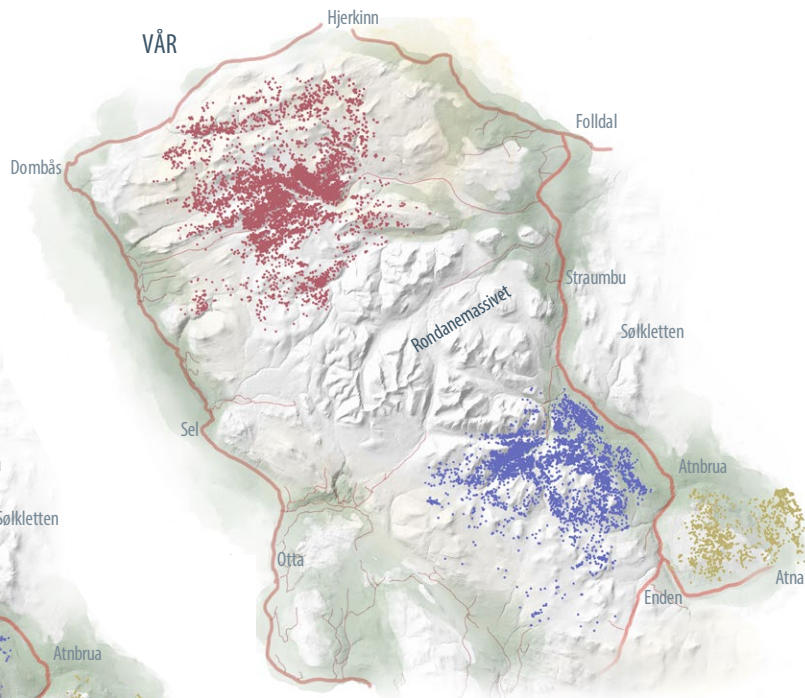 Hjerkinn
VÅR
Folldal
Dombås
Straumbu
Rondanemassivet
Sølkletten
Sel
Atnbrua
Sølkletten
Otta
Atna
Enden
Atnbrua